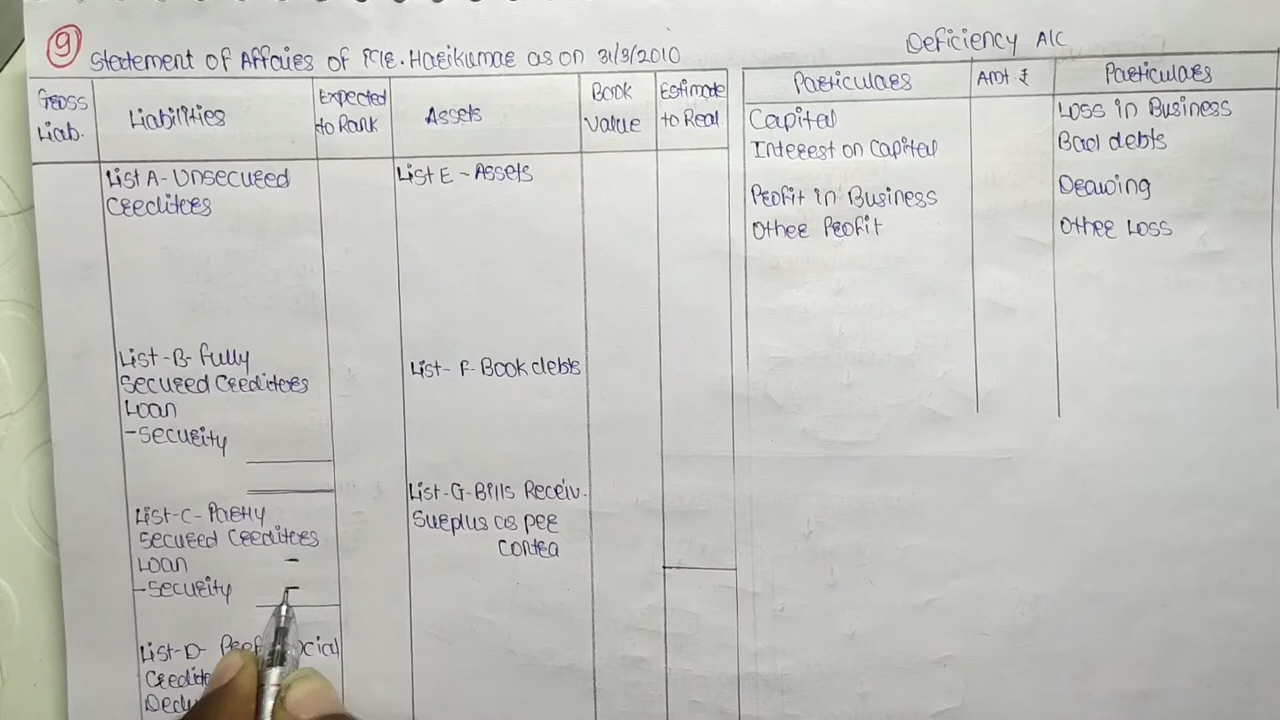 9
Statement of Affairs of Mr. Harikumar as on 31/3/2010
Gross
Liab.
Liabilities
Expected
to Rank
Assets
Book
Value
Estimate
to Real
List A - Unsecured
Creditors
List E - Assets
List - B - Fully
Secured Creditors
Loan
- Security
List - F - Book debts
List - C - Partly
Secured Creditors
Loan -
- Security -
List - G - Bills Receiv.
Surplus as per
Contra
List - D -
Deficiency A/C
Particulars
Amt ₹
Particulars
Capital
Loss in Business
Interest on Capital
Bad debts
Profit in Business
Drawing
Other Profit
Other Loss